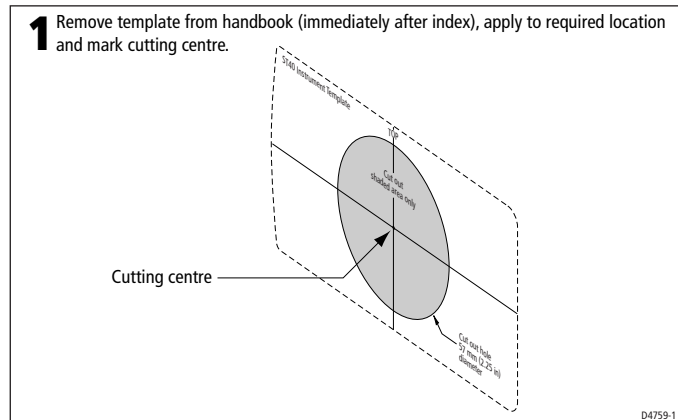 1 Remove template from handbook (immediately after index), apply to required location
and mark cutting centre.
ST40 Instrument Template
TOP
Cut out
shaded area only
Cutting centre
Cut out hole
57 mm (2.25 in)
diameter
D4759-1